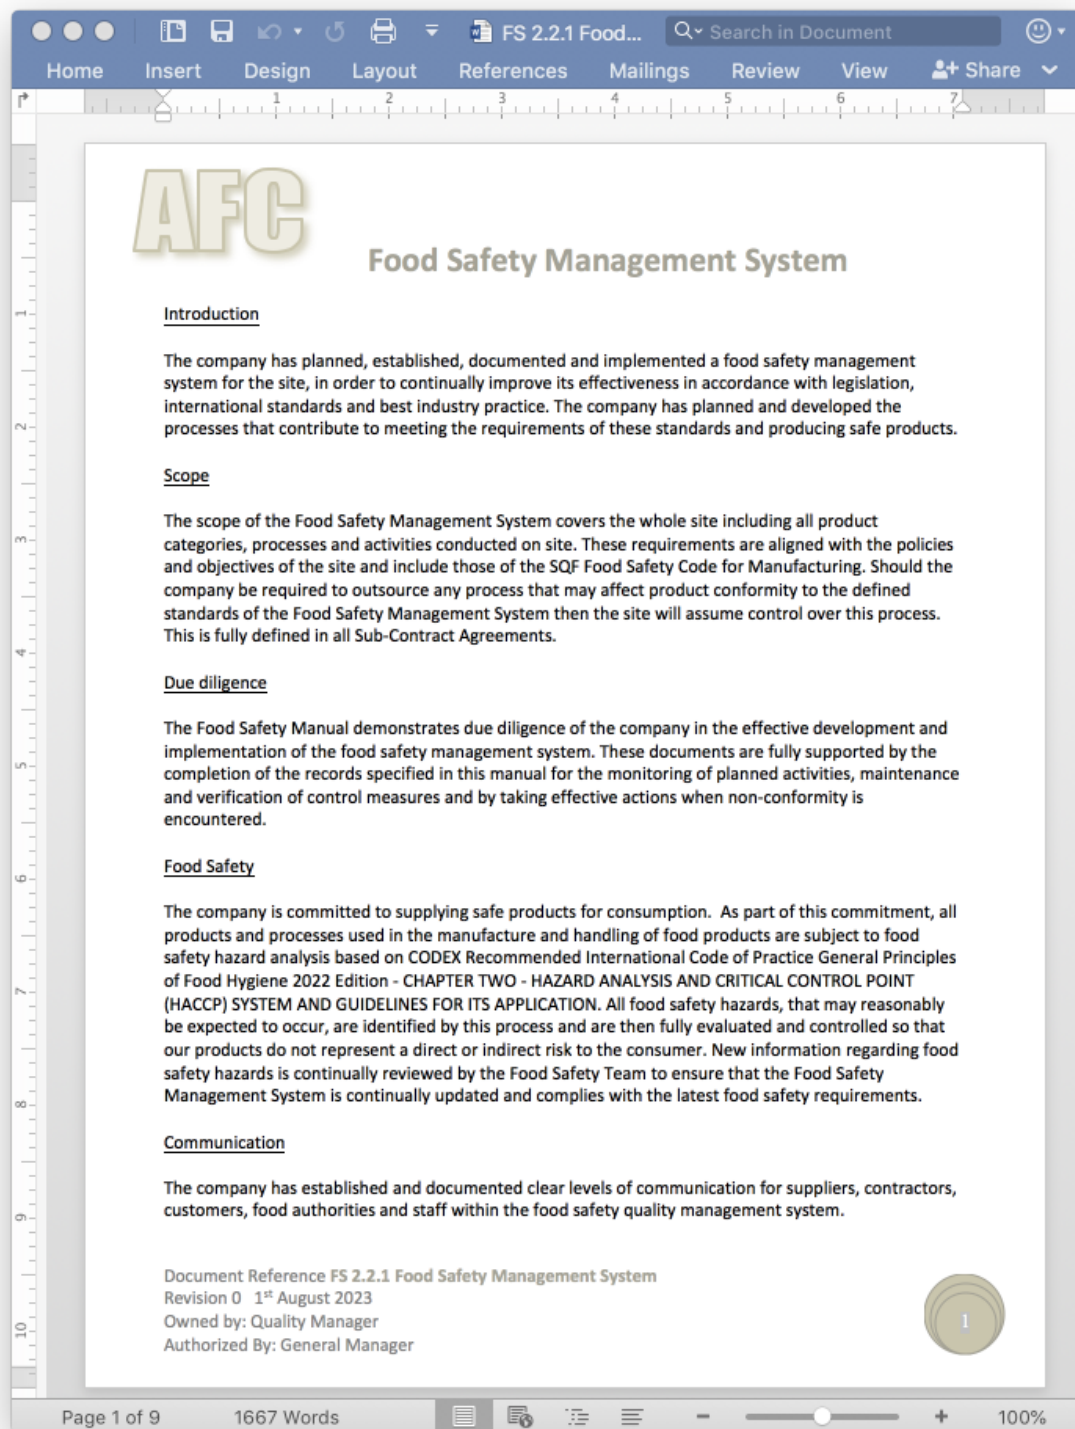 FS 2.2.1 Food...
Search in Document
Home Insert Design Layout References Mailings Review View Share
1 2 3 4 5 6 7
AFC
Food Safety Management System
Introduction
The company has planned, established, documented and implemented a food safety management
system for the site, in order to continually improve its effectiveness in accordance with legislation,
international standards and best industry practice. The company has planned and developed the
processes that contribute to meeting the requirements of these standards and producing safe products.
Scope
The scope of the Food Safety Management System covers the whole site including all product
categories, processes and activities conducted on site. These requirements are aligned with the policies
and objectives of the site and include those of the SQF Food Safety Code for Manufacturing. Should the
company be required to outsource any process that may affect product conformity to the defined
standards of the Food Safety Management System then the site will assume control over this process.
This is fully defined in all Sub-Contract Agreements.
Due diligence
The Food Safety Manual demonstrates due diligence of the company in the effective development and
implementation of the food safety management system. These documents are fully supported by the
completion of the records specified in this manual for the monitoring of planned activities, maintenance
and verification of control measures and by taking effective actions when non-conformity is
encountered.
Food Safety
The company is committed to supplying safe products for consumption.  As part of this commitment, all
products and processes used in the manufacture and handling of food products are subject to food
safety hazard analysis based on CODEX Recommended International Code of Practice General Principles
of Food Hygiene 2022 Edition - CHAPTER TWO - HAZARD ANALYSIS AND CRITICAL CONTROL POINT
(HACCP) SYSTEM AND GUIDELINES FOR ITS APPLICATION. All food safety hazards, that may reasonably
be expected to occur, are identified by this process and are then fully evaluated and controlled so that
our products do not represent a direct or indirect risk to the consumer. New information regarding food
safety hazards is continually reviewed by the Food Safety Team to ensure that the Food Safety
Management System is continually updated and complies with the latest food safety requirements.
Communication
The company has established and documented clear levels of communication for suppliers, contractors,
customers, food authorities and staff within the food safety quality management system.
Document Reference FS 2.2.1 Food Safety Management System
Revision 0   1st August 2023
Owned by: Quality Manager
Authorized By: General Manager
1
1 2 3 4 5 6 7 8 9 10
Page 1 of 9 1667 Words 100%